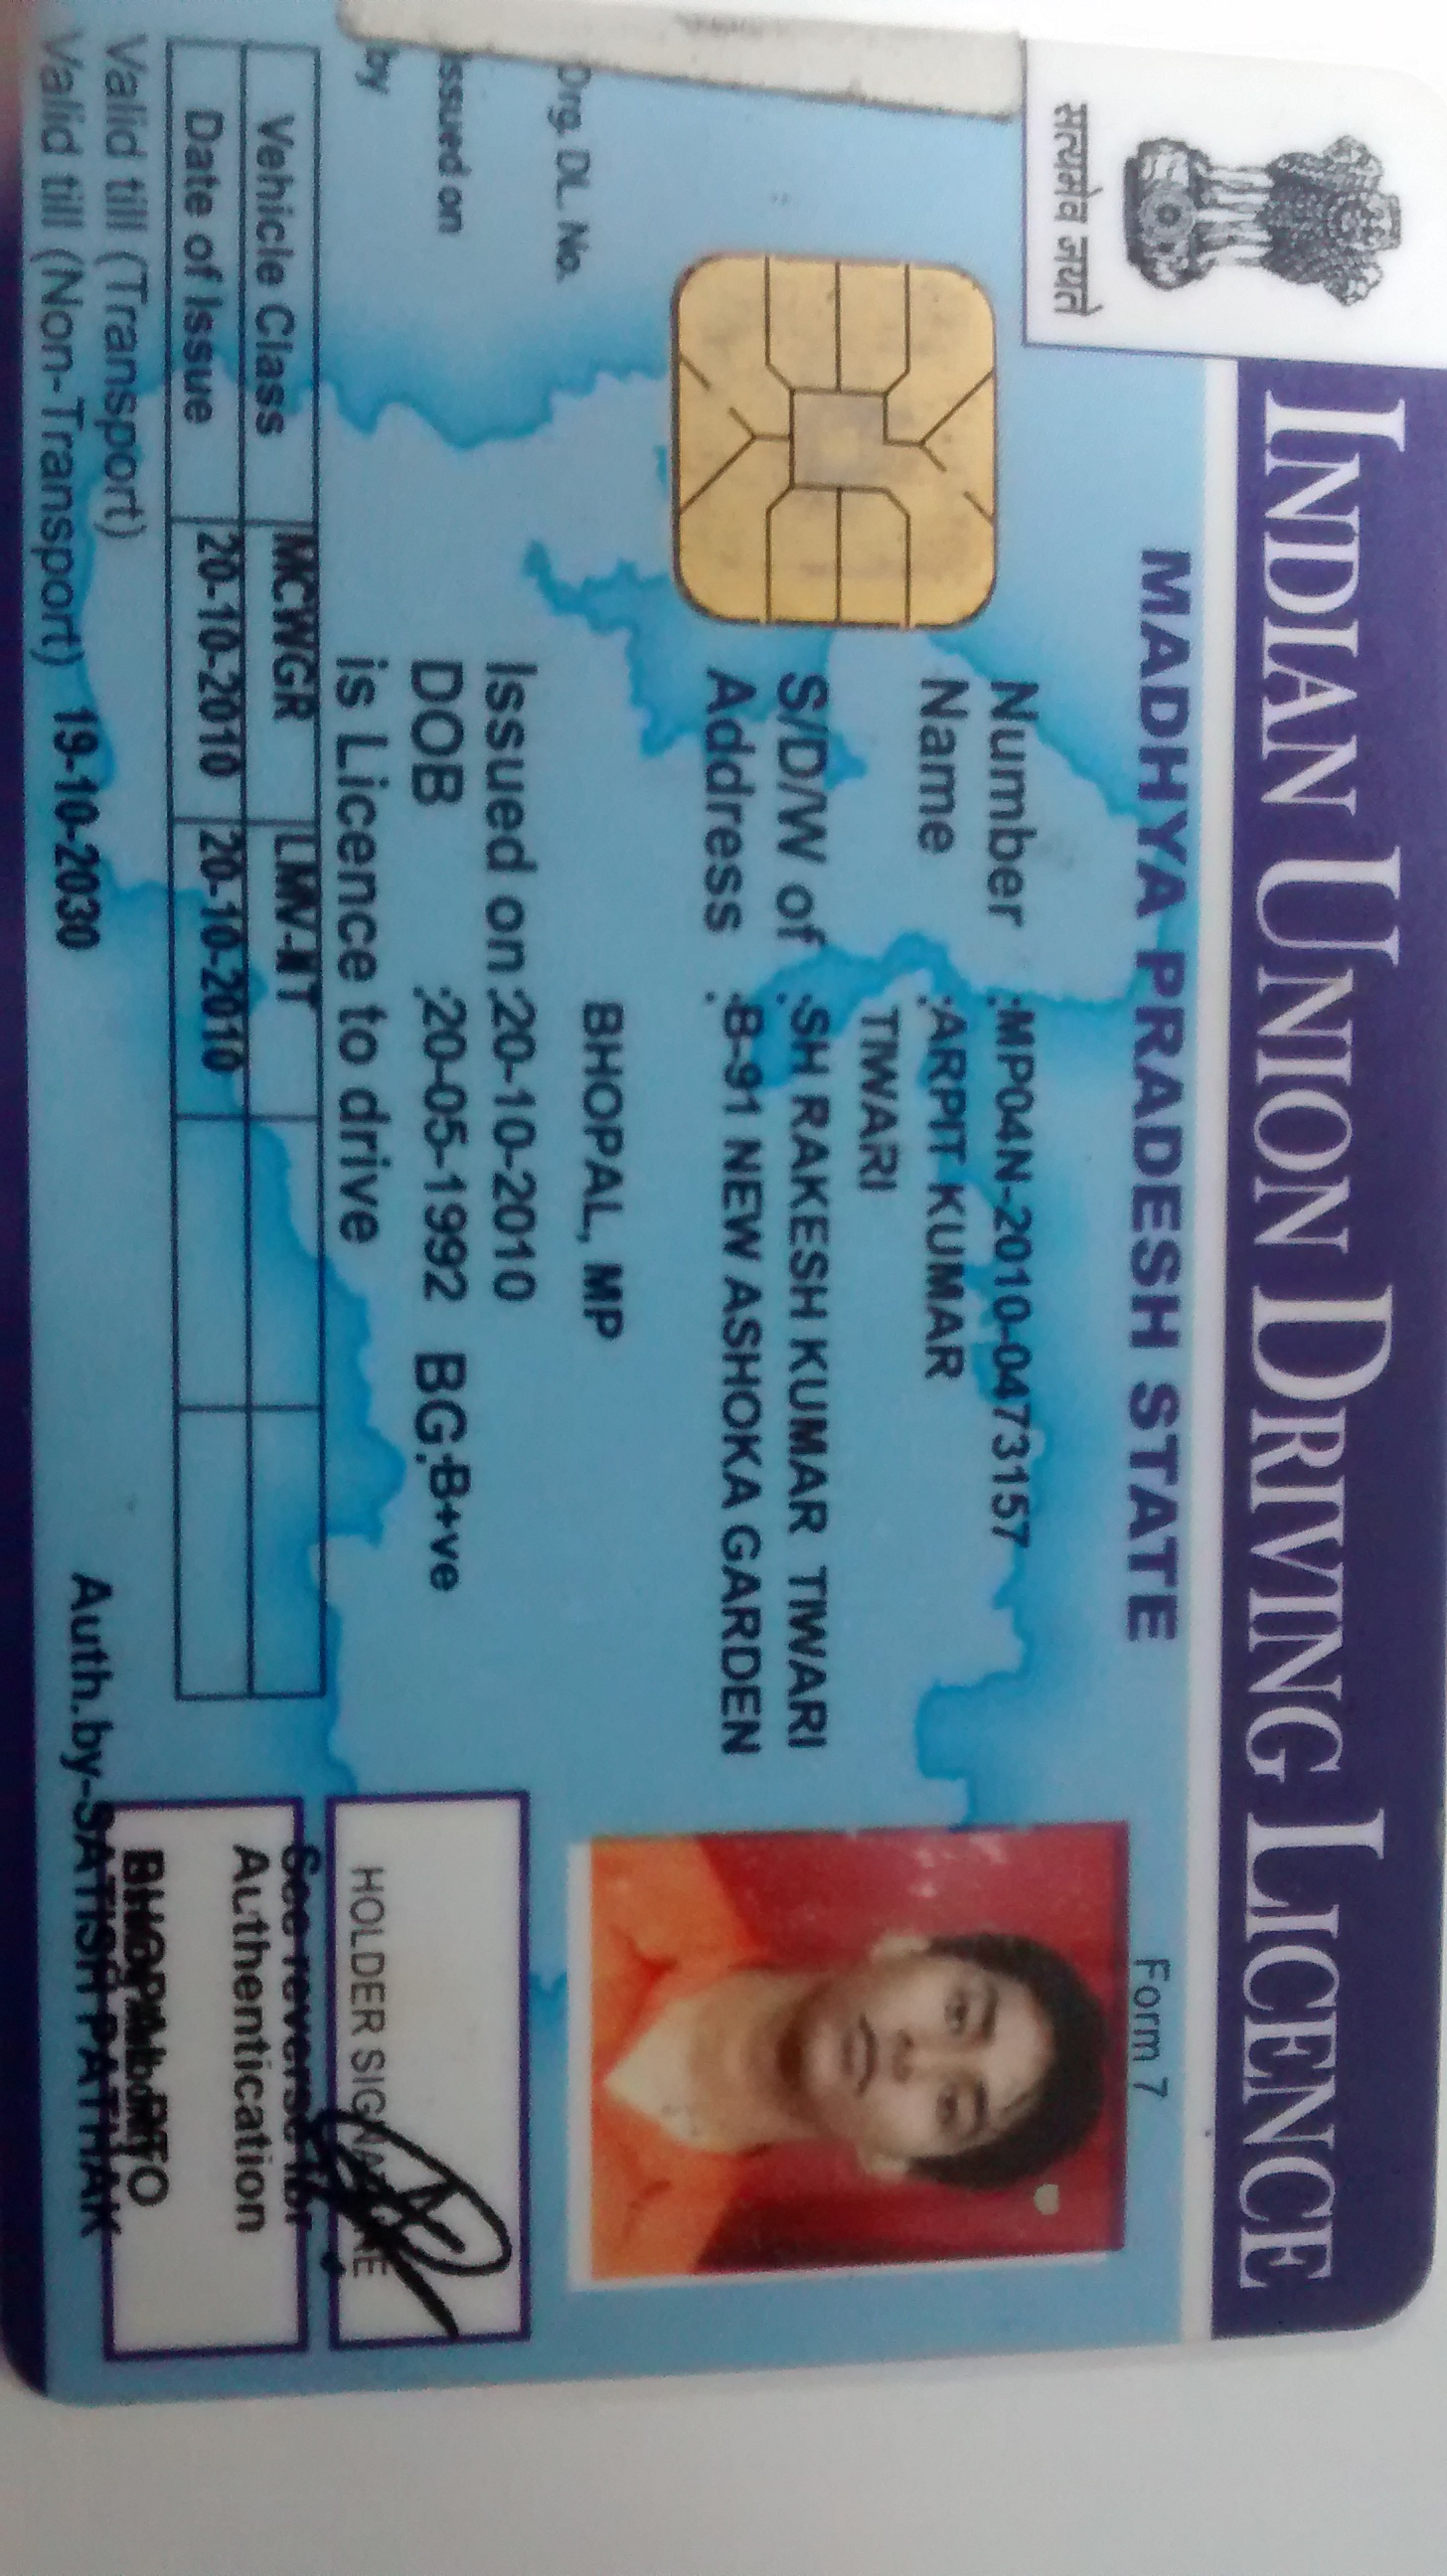 INDIAN UNION DRIVING LICENCE
सत्यमेव जयते
MADHYA PRADESH STATE
Form 7
Number :MP04N-2010-0473157
Name :ARPIT KUMAR
TIWARI
S/D/W of :SH RAKESH KUMAR TIWARI
Address :B-91 NEW ASHOKA GARDEN
BHOPAL, MP
Org. DL. No.
Issued on :20-10-2010
issued on
DOB :20-05-1992 BG:B+ve
by
is Licence to drive
HOLDER SIGNATURE
Vehicle Class MCWGR LMV-NT
Date of Issue 20-10-2010 20-10-2010
See reverse for
Authentication
Valid till (Transport)
BHOPAL RTO
Valid till (Non-Transport) 19-10-2030
Auth.by-SATISH PATHAK